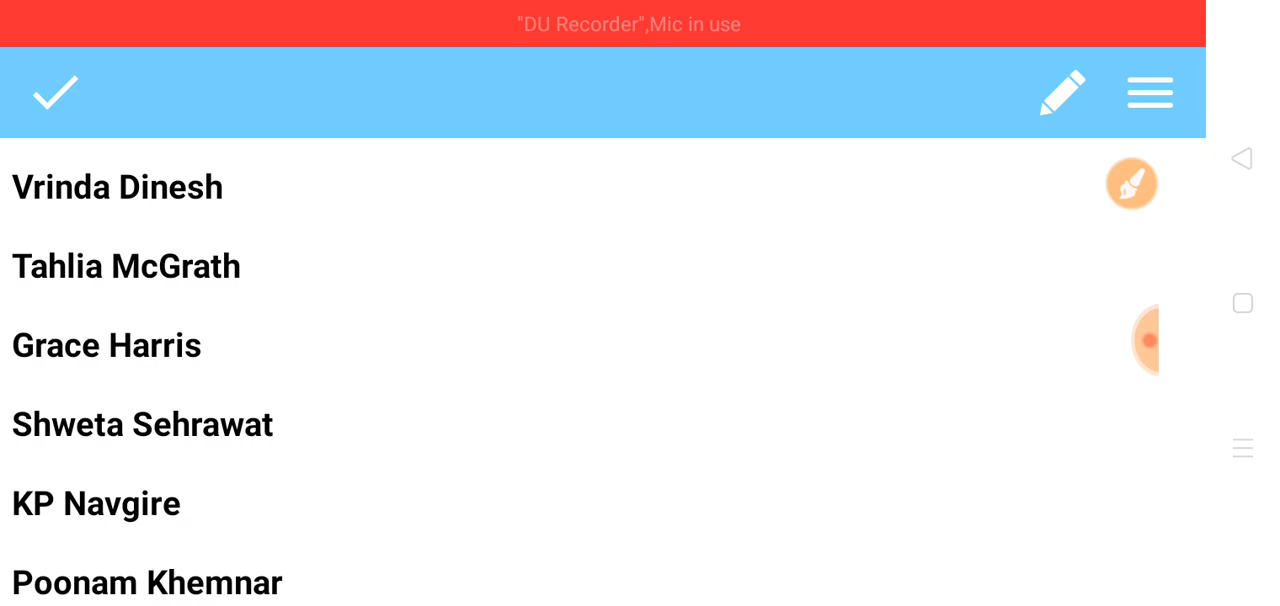 "DU Recorder",Mic in use
Vrinda Dinesh
Tahlia McGrath
Grace Harris
Shweta Sehrawat
KP Navgire
Poonam Khemnar